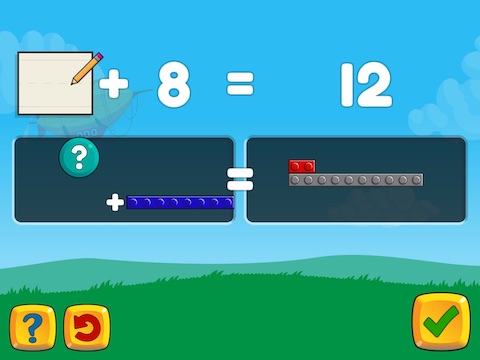 + 8 = 12
?
+
=
?